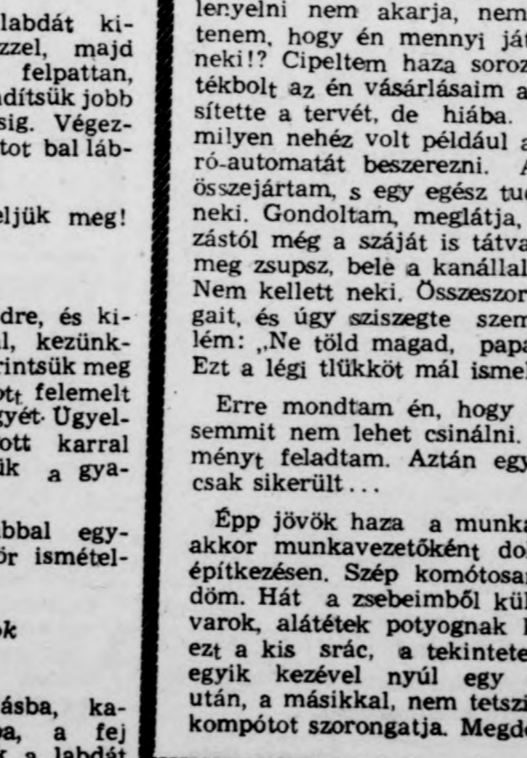 labdát ki-
zzel, majd
felpattan,
ndítsük jobb
sig. Végez-
tot bal láb-
eljük meg!
dre, és ki-
l, kezünk-
rintsük meg
ott felemelt
gyét. Ügyel-
ott karral
ük a gya-
bbal egy-
ör ismétel-
ok
ásba, ka-
ba, a fej
k a labdát
lenyelni nem akarja, nem
tenem, hogy én mennyi ját
neki!? Cipeltem haza soroz
tékbolt az én vásárlásaim a
sítette a tervét, de hiába.
milyen nehéz volt például a
ró-automatát beszerezni. A
összejártam, s egy egész tud
neki. Gondoltam, meglátja,
zástól még a száját is tátva
meg zsupsz, bele a kanállal
Nem kellett neki. Összeszor
gait, és úgy sziszegte szem
lém: „Ne töld magad, papa
Ezt a légi tlükköt mál ismel
Erre mondtam én, hogy
semmit nem lehet csinálni.
ményt feladtam. Aztán egy
csak sikerült...
Épp jövök haza a munka
akkor munkavezetőként dol
építkezésen. Szép komótosan
döm. Hát a zsebeimből kül
varok, alátétek potyognak k
ezt a kis srác, a tekintete
egyik kezével nyúl egy
után, a másikkal, nem tetszi
kompótot szorongatja. Megdö